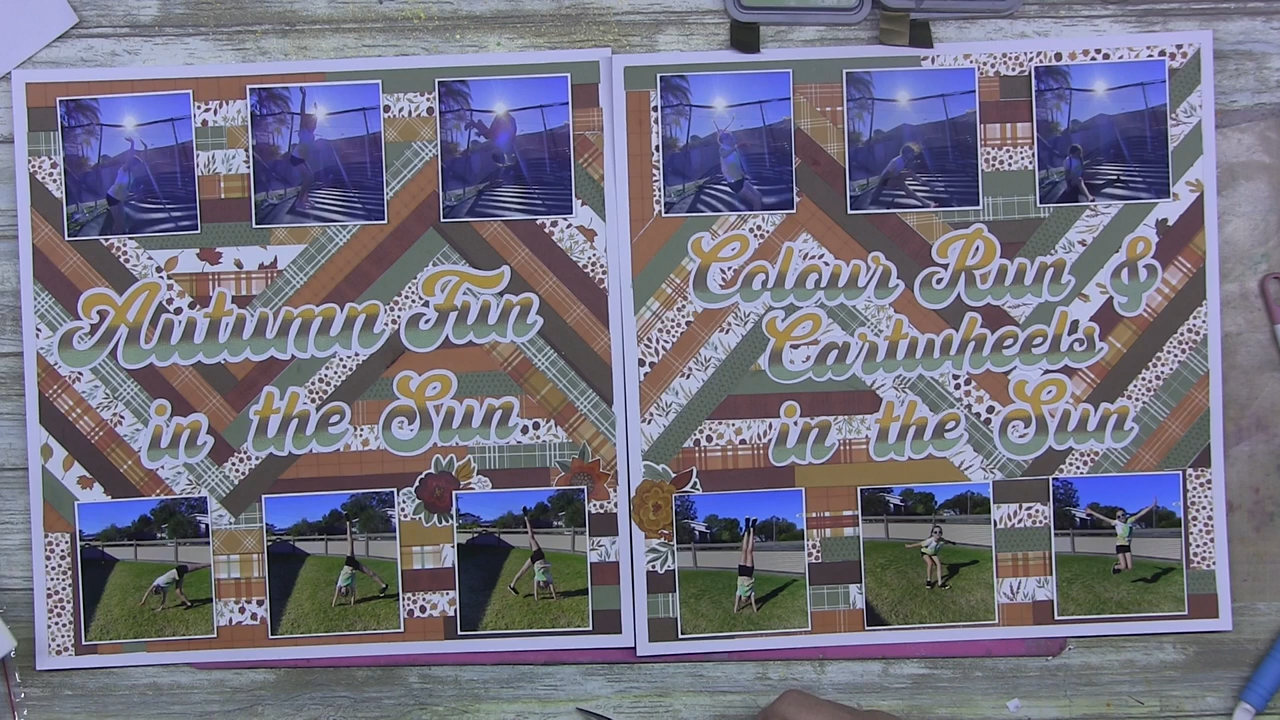 Autumn Fun
in the Sun
Colour Run &
Cartwheels
in the Sun